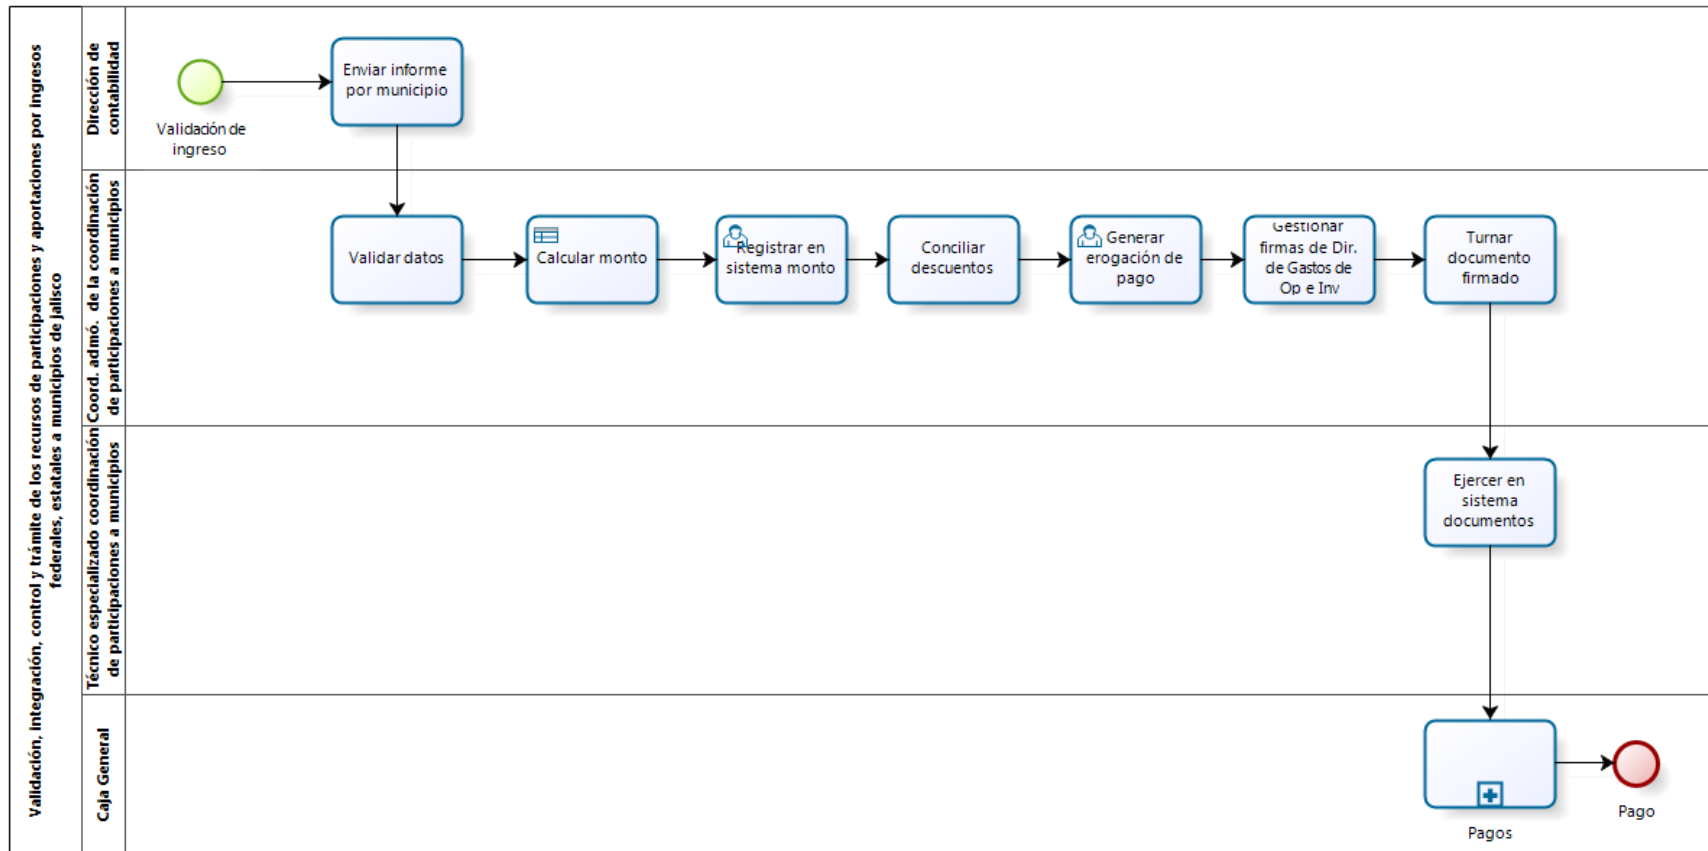 Validación, integración, control y trámite de los recursos de participaciones y aportaciones por ingresos
federales, estatales a municipios de jalisco
Dirección de
contabilidad
Validación de
ingreso
Enviar informe
por municipio
Coord. admó. de la coordinación
de participaciones a municipios
Validar datos
Calcular monto
Registrar en
sistema monto
Conciliar
descuentos
Generar
erogación de
pago
Gestionar
firmas de Dir.
de Gastos de
Op e Inv
Turnar
documento
firmado
Técnico especializado coordinación
de participaciones a municipios
Ejercer en
sistema
documentos
Caja General
Pagos
Pago